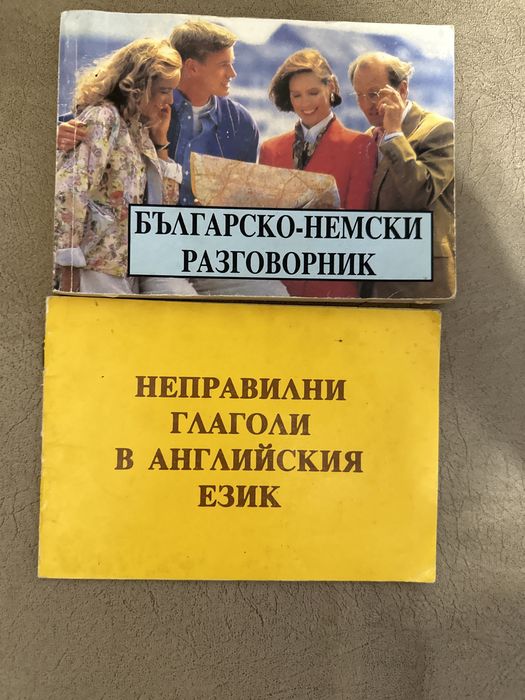 БЪЛГАРСКО-НЕМСКИ
РАЗГОВОРНИК
НЕПРАВИЛНИ
ГЛАГОЛИ
В АНГЛИЙСКИЯ
ЕЗИК